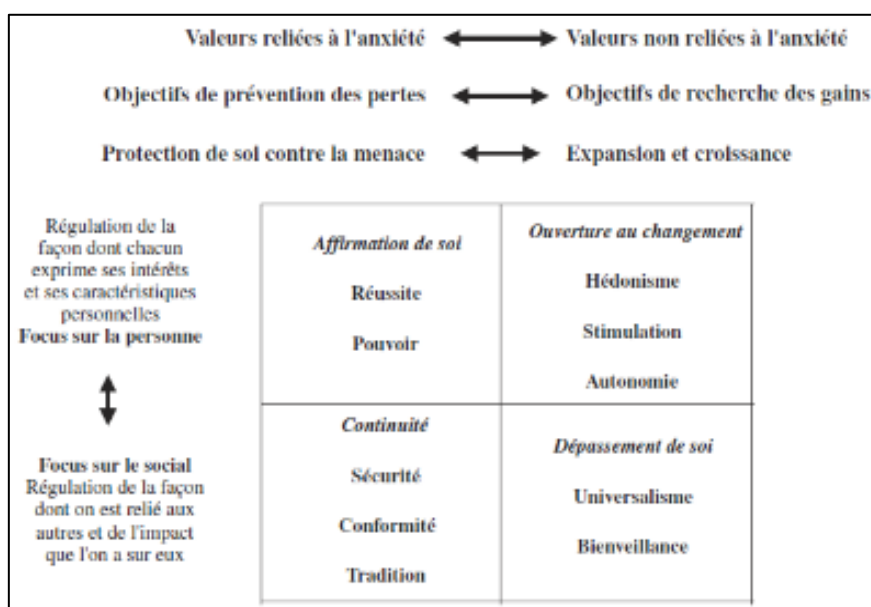 Valeurs reliées à l'anxiété Valeurs non reliées à l'anxiété
Objectifs de prévention des pertes Objectifs de recherche des gains
Protection de soi contre la menace Expansion et croissance
Régulation de la
façon dont chacun
exprime ses intérêts
et ses caractéristiques
personnelles
Focus sur la personne
Affirmation de soi
Réussite
Pouvoir
Ouverture au changement
Hédonisme
Stimulation
Autonomie
Focus sur le social
Régulation de la façon
dont on est relié aux
autres et de l'impact
que l'on a sur eux
Continuité
Sécurité
Conformité
Tradition
Dépassement de soi
Universalisme
Bienveillance